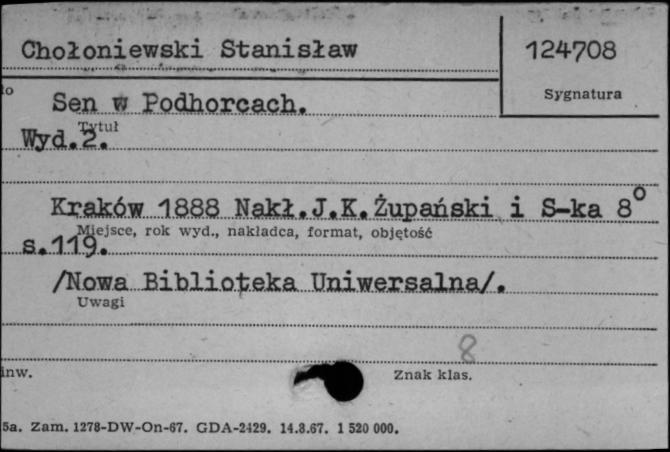 Chołoniewski Stanisław
124708
Sygnatura
Sen w Podhorcach.
Tytuł
Wyd.2.
Kraków 1888 Nakł.J.K.Żupański i S-ka 8°
Miejsce, rok wyd., nakładca, format, objętość
s.119.
/Nowa Biblioteka Uniwersalna/.
Uwagi
8
inw.
Znak klas.
5a. Zam. 1278-DW-On-67. GDA-2429. 14.8.67. 1 520 000.